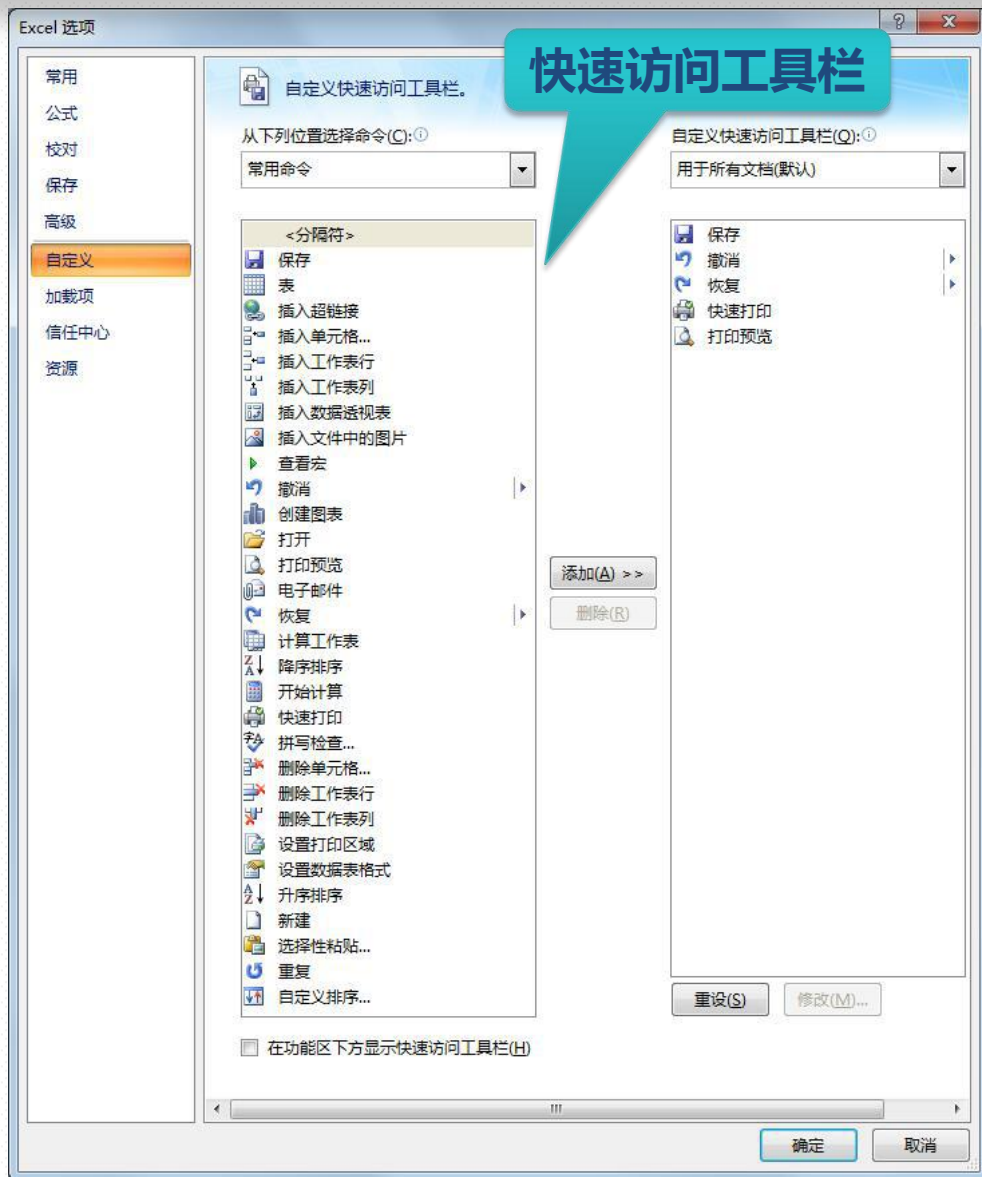 Excel 选项
快速访问工具栏
常用
公式
校对
保存
高级
自定义
加载项
信任中心
资源
自定义快速访问工具栏。
从下列位置选择命令(C):
常用命令
<分隔符>
保存
表
插入超链接
插入单元格...
插入工作表行
插入工作表列
插入数据透视表
插入文件中的图片
查看宏
撤消
创建图表
打开
打印预览
电子邮件
恢复
计算工作表
降序排序
开始计算
快速打印
拼写检查...
删除单元格...
删除工作表行
删除工作表列
设置打印区域
设置数据表格式
升序排序
新建
选择性粘贴...
重复
自定义排序...
在功能区下方显示快速访问工具栏(H)
添加(A) >>
删除(R)
自定义快速访问工具栏(Q):
用于所有文档(默认)
保存
撤消
恢复
快速打印
打印预览
重设(S)
修改(M)...
确定
取消